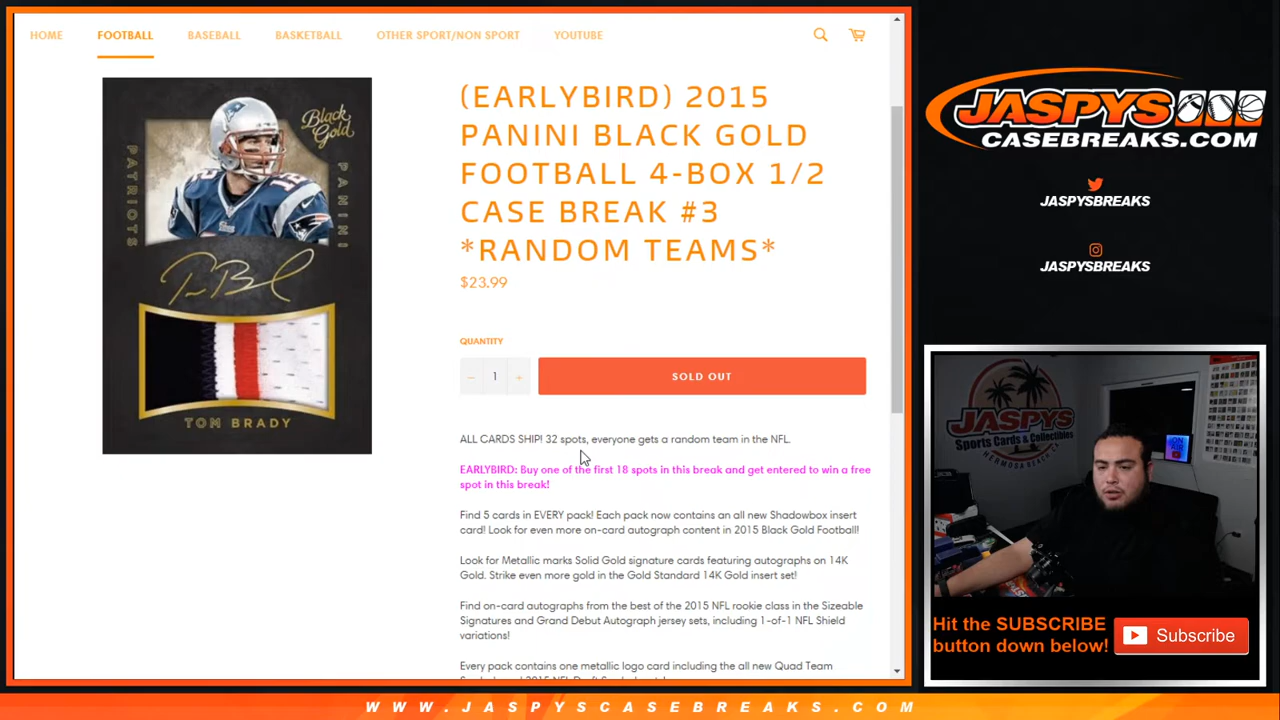 HOME FOOTBALL BASEBALL BASKETBALL OTHER SPORT/NON SPORT YOUTUBE
Black
Gold
PATRIOTS
PANINI
TOM BRADY
(EARLYBIRD) 2015
PANINI BLACK GOLD
FOOTBALL 4-BOX 1/2
CASE BREAK #3
*RANDOM TEAMS*
$23.99
QUANTITY
− 1 +
SOLD OUT
ALL CARDS SHIP! 32 spots, everyone gets a random team in the NFL.
EARLYBIRD: Buy one of the first 18 spots in this break and get entered to win a free
spot in this break!
Find 5 cards in EVERY pack! Each pack now contains an all new Shadowbox insert
card! Look for even more on-card autograph content in 2015 Black Gold Football!
Look for Metallic marks Solid Gold signature cards featuring autographs on 14K
Gold. Strike even more gold in the Gold Standard 14K Gold insert set!
Find on-card autographs from the best of the 2015 NFL rookie class in the Sizeable
Signatures and Grand Debut Autograph jersey sets, including 1-of-1 NFL Shield
variations!
Every pack contains one metallic logo card including the all new Quad Team
JASPYS
CASEBREAKS.COM
JASPYSBREAKS
JASPYSBREAKS
JASPYS
Sports Cards & Collectibles
HERMOSA BEACH, CA
Hit the SUBSCRIBE
button down below!
Subscribe
WWW.JASPYSCASEBREAKS.COM